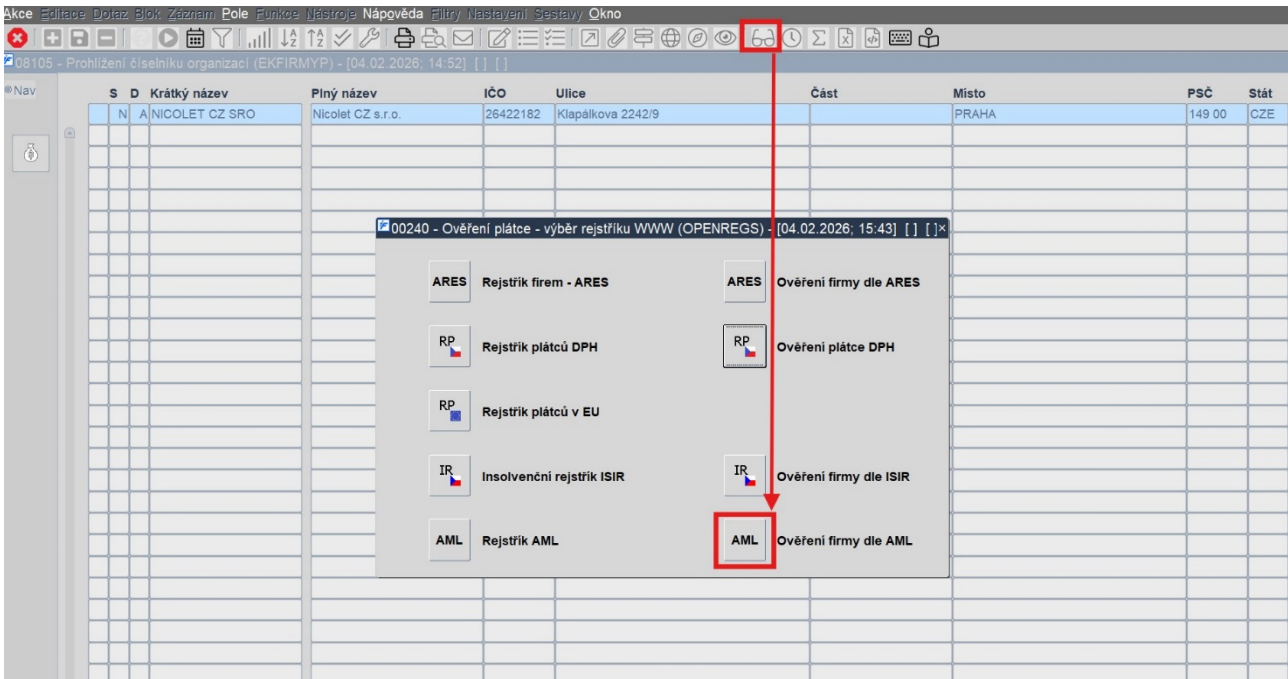 Akce Editace Dotaz Blok Záznam Pole Funkce Nástroje Nápověda Filtry Nastavení Sestavy Okno
08105 - Prohlížení číselníku organizací (EKFIRMYP) - [04.02.2026; 14:52] [ ] [ ]
Nav
S D Krátký název Plný název IČO Ulice Část Místo PSČ Stát
N A NICOLET CZ SRO Nicolet CZ s.r.o. 26422182 Klapálkova 2242/9 PRAHA 149 00 CZE
00240 - Ověření plátce - výběr rejstříku WWW (OPENREGS) - [04.02.2026; 15:43] [ ] [ ]×
ARES Rejstřík firem - ARES ARES Ověření firmy dle ARES
RP Rejstřík plátců DPH RP Ověření plátce DPH
RP Rejstřík plátců v EU
IR Insolvenční rejstřík ISIR IR Ověření firmy dle ISIR
AML Rejstřík AML AML Ověření firmy dle AML